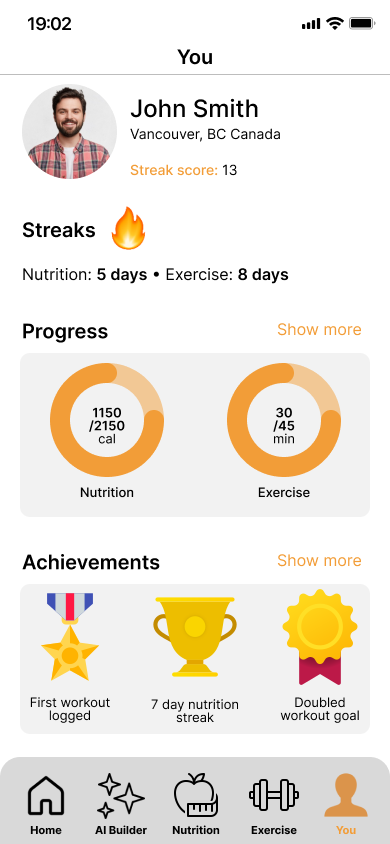 19:02
You
John Smith
Vancouver, BC Canada
Streak score: 13
Streaks
Nutrition: 5 days • Exercise: 8 days
Progress
Show more
1150
/2150
cal
Nutrition
30
/45
min
Exercise
Achievements
Show more
First workout
logged
7 day nutrition
streak
Doubled
workout goal
Home
AI Builder
Nutrition
Exercise
You